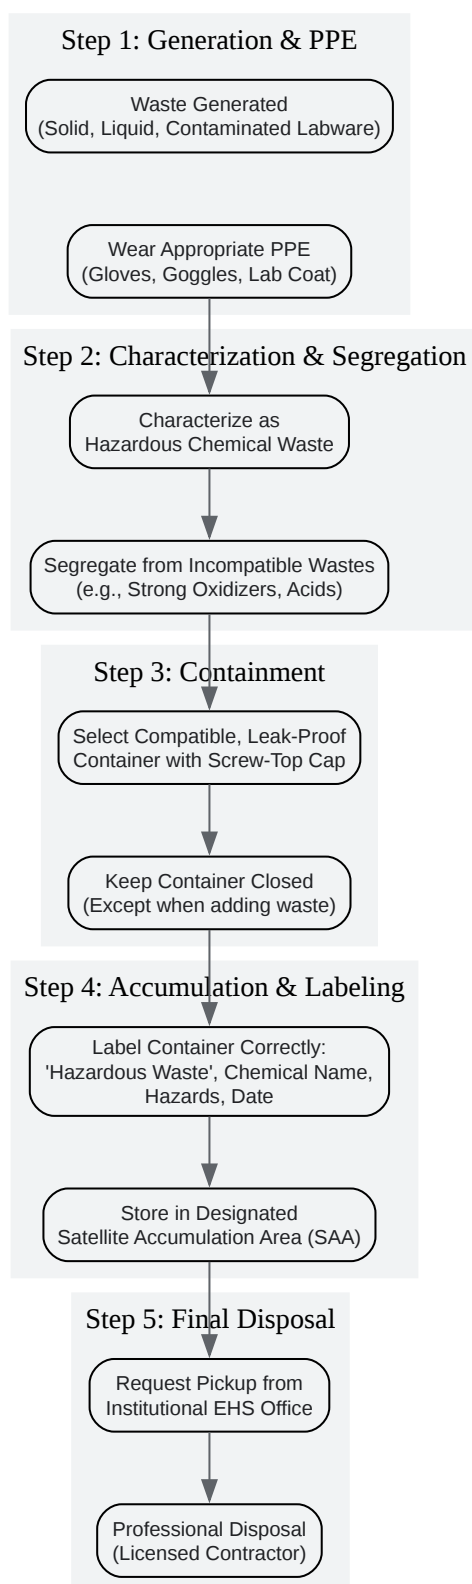 Step 1: Generation & PPE
Waste Generated
(Solid, Liquid, Contaminated Labware)
Wear Appropriate PPE
(Gloves, Goggles, Lab Coat)
Step 2: Characterization & Segregation
Characterize as
Hazardous Chemical Waste
Segregate from Incompatible Wastes
(e.g., Strong Oxidizers, Acids)
Step 3: Containment
Select Compatible, Leak-Proof
Container with Screw-Top Cap
Keep Container Closed
(Except when adding waste)
Step 4: Accumulation & Labeling
Label Container Correctly:
'Hazardous Waste', Chemical Name,
Hazards, Date
Store in Designated
Satellite Accumulation Area (SAA)
Step 5: Final Disposal
Request Pickup from
Institutional EHS Office
Professional Disposal
(Licensed Contractor)